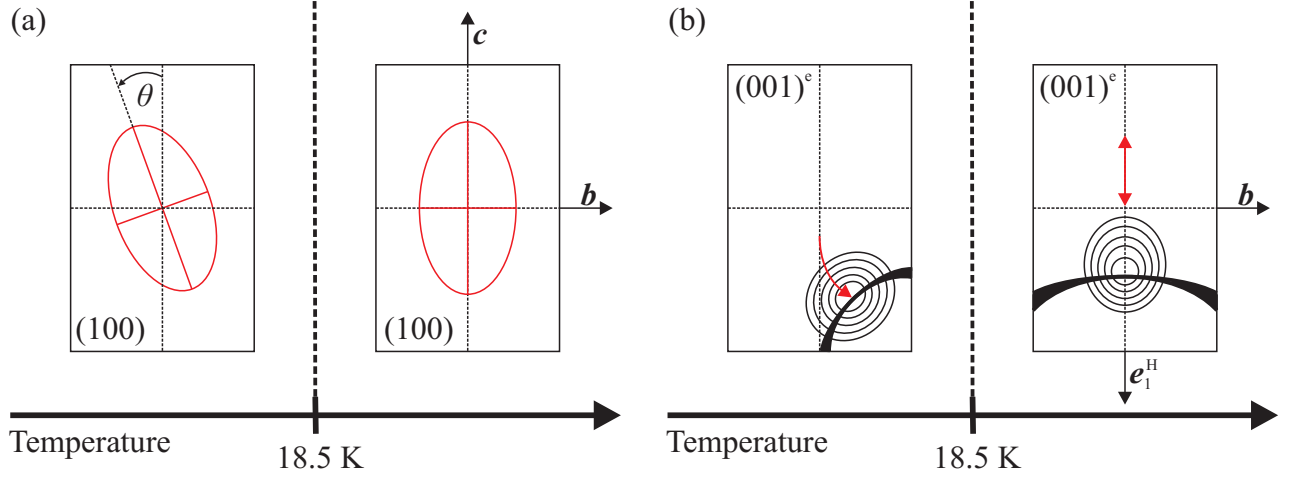 (a)
θ
(100)
c
b
(100)
Temperature
18.5 K
(b)
(001)ᵉ
(001)ᵉ
b
e₁ᴴ
Temperature
18.5 K